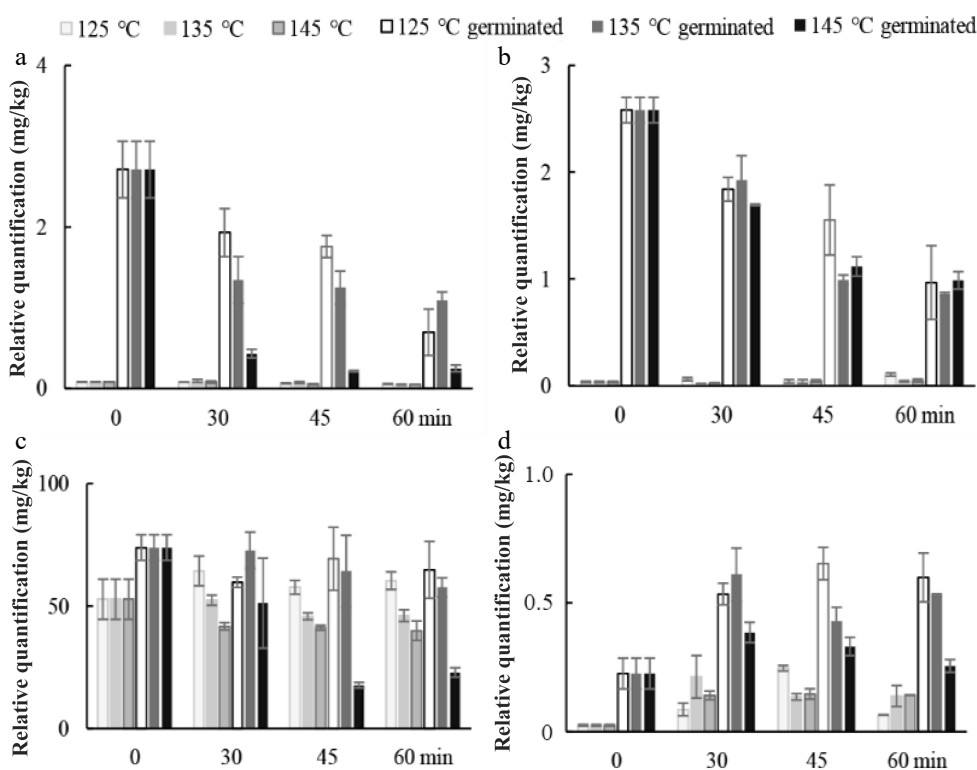 125 °C 135 °C 145 °C 125 °C germinated 135 °C germinated 145 °C germinated
a
Relative quantification (mg/kg)
4
2
0
0 30 45 60 min
b
Relative quantification (mg/kg)
3
2
1
0
0 30 45 60 min
c
Relative quantification (mg/kg)
100
50
0
0 30 45 60 min
d
Relative quantification (mg/kg)
1.0
0.5
0
0 30 45 60 min